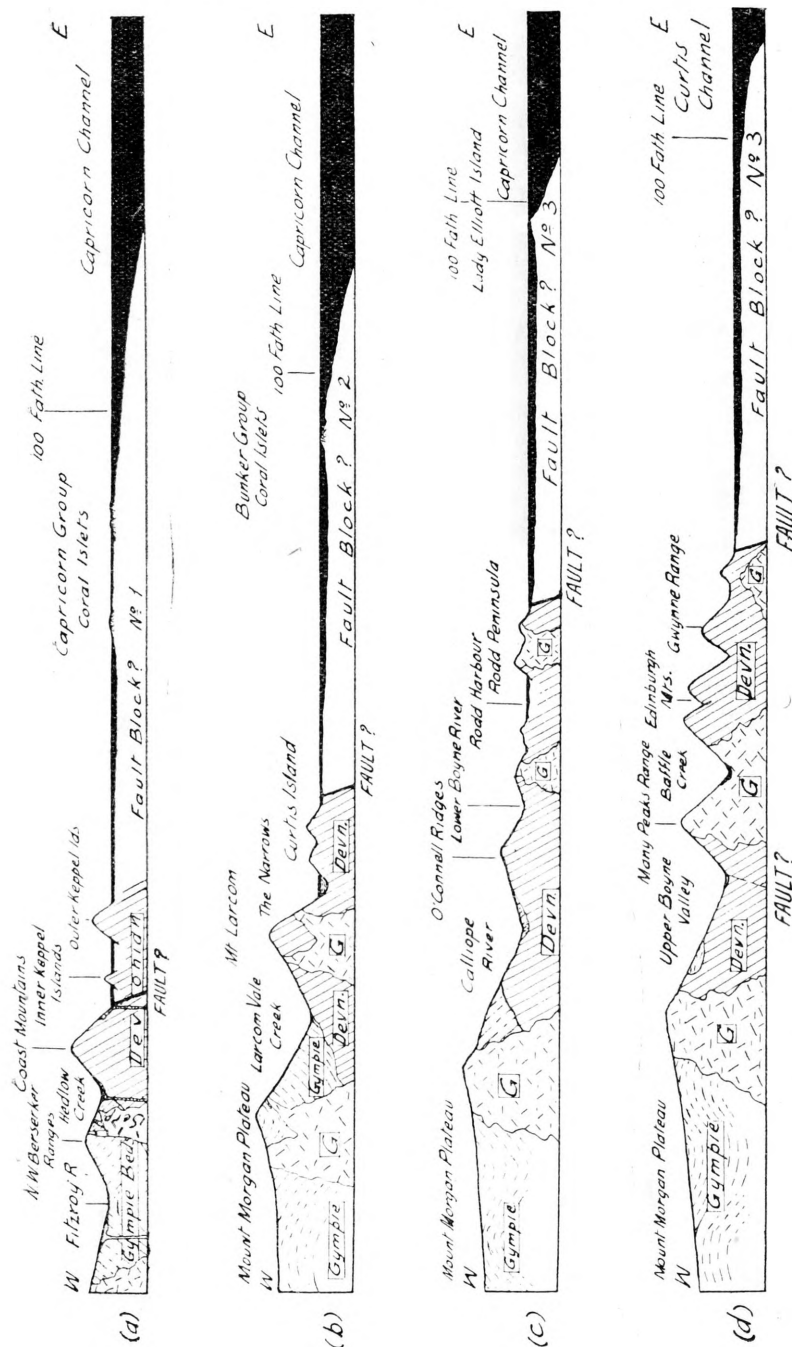 (a)
W
E
Fitzroy R
N W Berserker
Ranges
Hedlow
Creek
Coast Mountains
Inner Keppel
Islands
Outer Keppel Ids
Capricorn Group
Coral Islets
100 Fath. Line
Capricorn Channel
Gympie Beds
Devonian
Fault Block? Nº 1
FAULT?
(b)
W
E
Mount Morgan Plateau
Larcom Vale
Creek
Mt Larcom
The Narrows
Curtis Island
Bunker Group
Coral Islets
100 Fath Line
Capricorn Channel
Gympie
G
Gympie
Devn.
G
Devn.
Fault Block? Nº 2
FAULT?
(c)
W
E
Mount Morgan Plateau
Calliope
River
O'Connell Ridges
Lower Boyne River
Rodd Harbour
Rodd Peninsula
100 Fath Line
Lady Elliott Island
Capricorn Channel
Gympie
G
Devn.
G
G
Fault Block? Nº 3
FAULT?
(d)
W
E
Mount Morgan Plateau
Upper Boyne
Valley
Many Peaks Range
Baffle
Creek
Edinburgh
Mts.
Gwynne Range
100 Fath Line
Curtis
Channel
Gympie
G
Devn.
G
Devn.
G
Fault Block? Nº 3
FAULT?
FAULT?